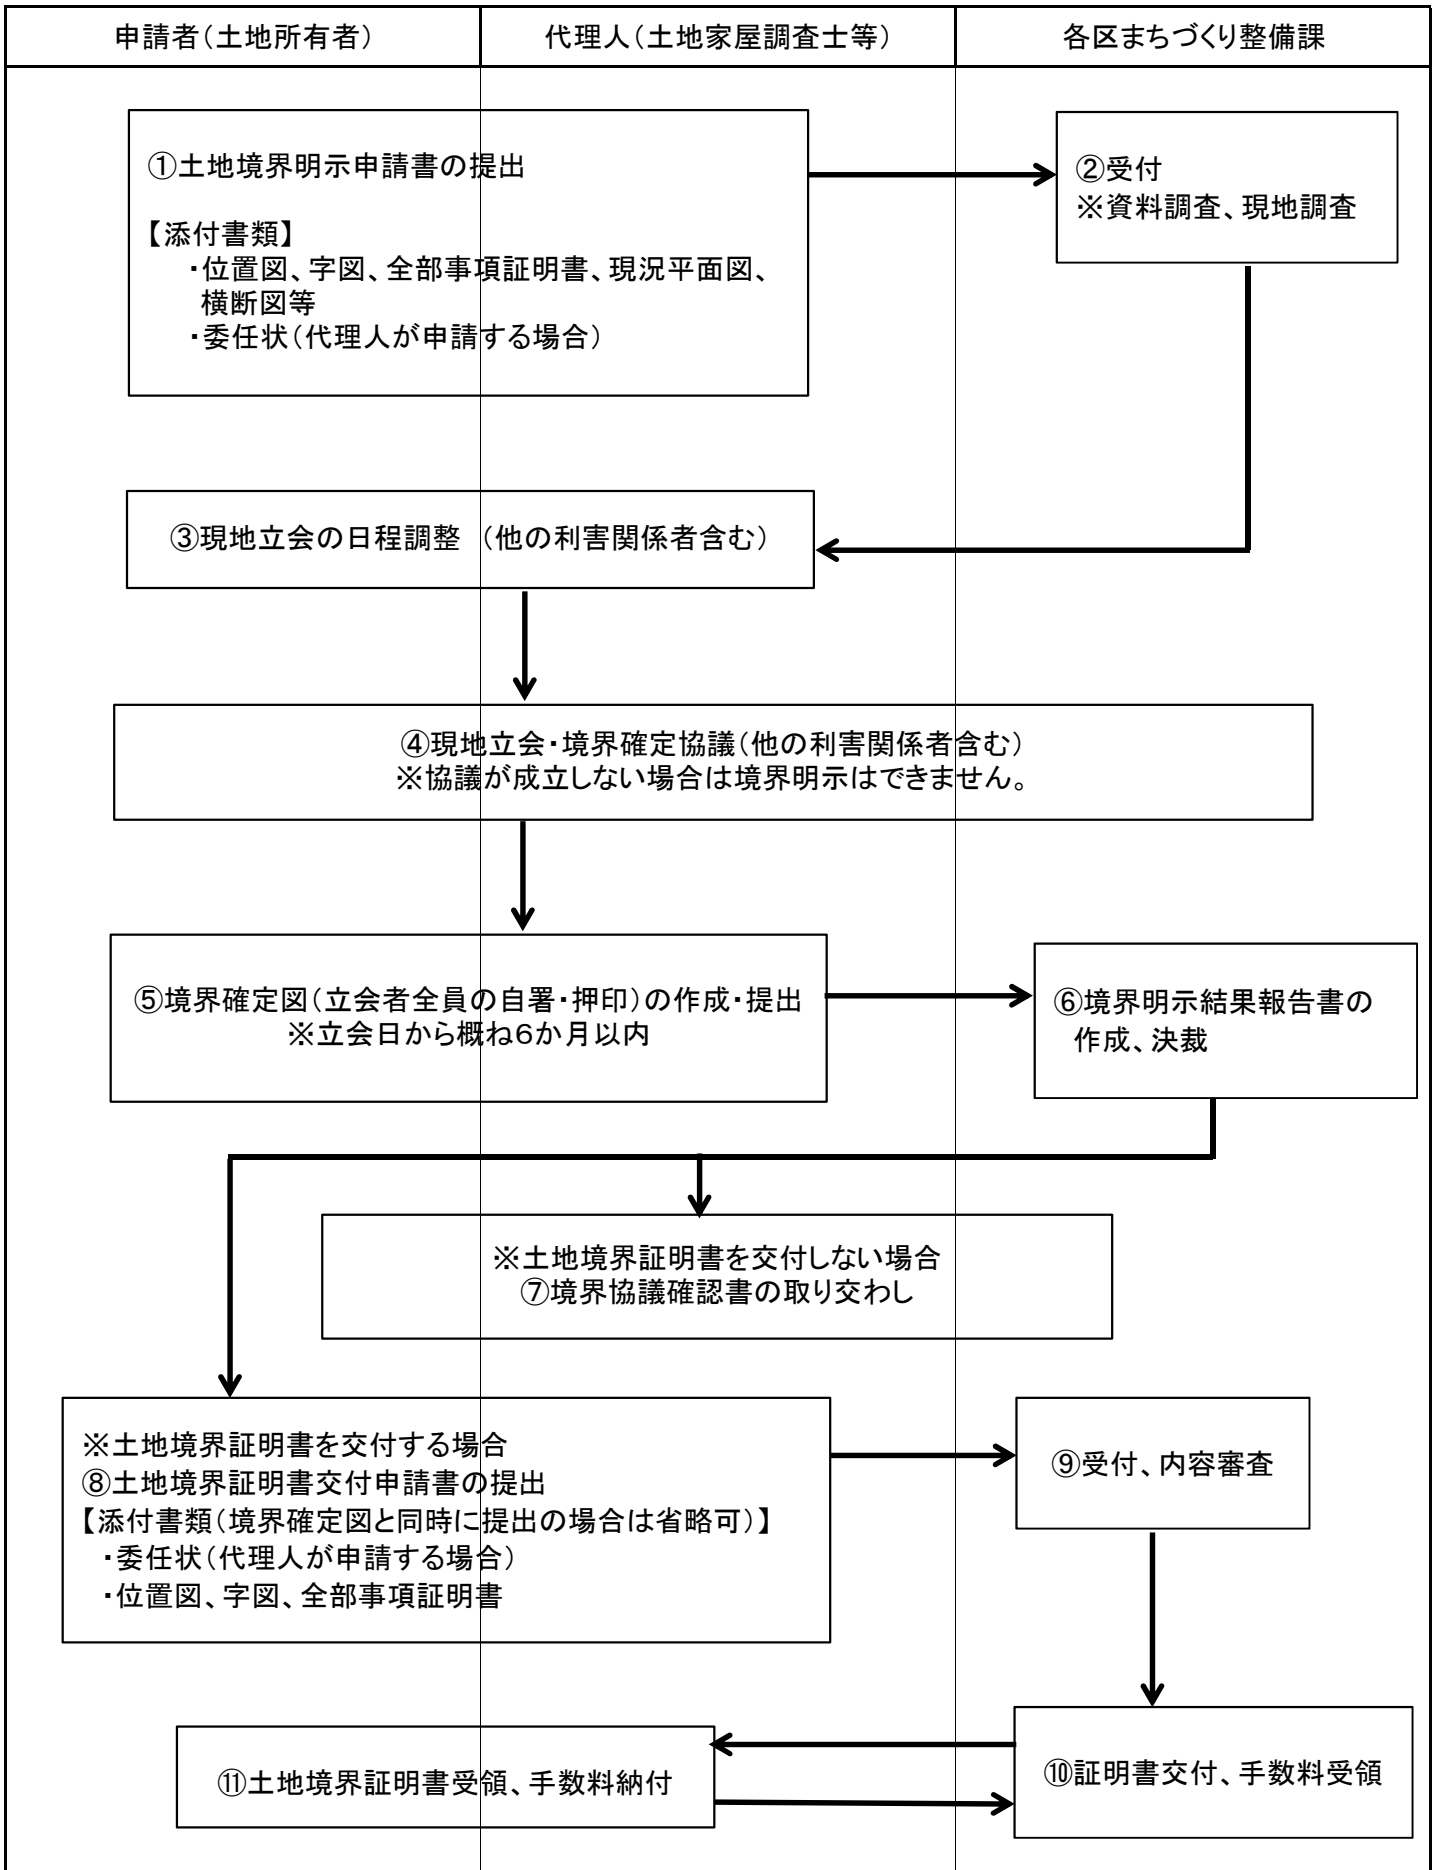 申請者（土地所有者）
代理人（土地家屋調査士等）
各区まちづくり整備課
①土地境界明示申請書の提出
【添付書類】
・位置図、字図、全部事項証明書、現況平面図、
横断図等
・委任状（代理人が申請する場合）
②受付
※資料調査、現地調査
③現地立会の日程調整　（他の利害関係者含む）
④現地立会・境界確定協議（他の利害関係者含む）
※協議が成立しない場合は境界明示はできません。
⑤境界確定図（立会者全員の自署・押印）の作成・提出
※立会日から概ね６か月以内
⑥境界明示結果報告書の
作成、決裁
※土地境界証明書を交付しない場合
⑦境界協議確認書の取り交わし
※土地境界証明書を交付する場合
⑧土地境界証明書交付申請書の提出
【添付書類（境界確定図と同時に提出の場合は省略可）】
・委任状（代理人が申請する場合）
・位置図、字図、全部事項証明書
⑨受付、内容審査
⑩証明書交付、手数料受領
⑪土地境界証明書受領、手数料納付